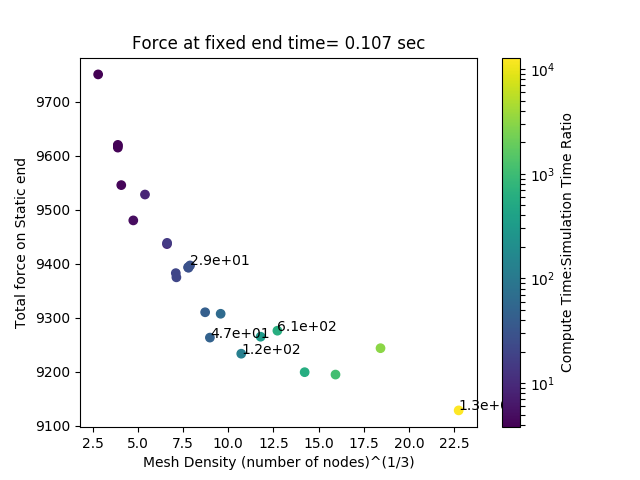 Force at fixed end time= 0.107 sec
Total force on Static end
9700
9600
9500
9400
9300
9200
9100
2.9e+01
6.1e+02
4.7e+01
1.2e+02
1.3e+0
2.5
5.0
7.5
10.0
12.5
15.0
17.5
20.0
22.5
Mesh Density (number of nodes)^(1/3)
10^4
10^3
10^2
10^1
Compute Time:Simulation Time Ratio